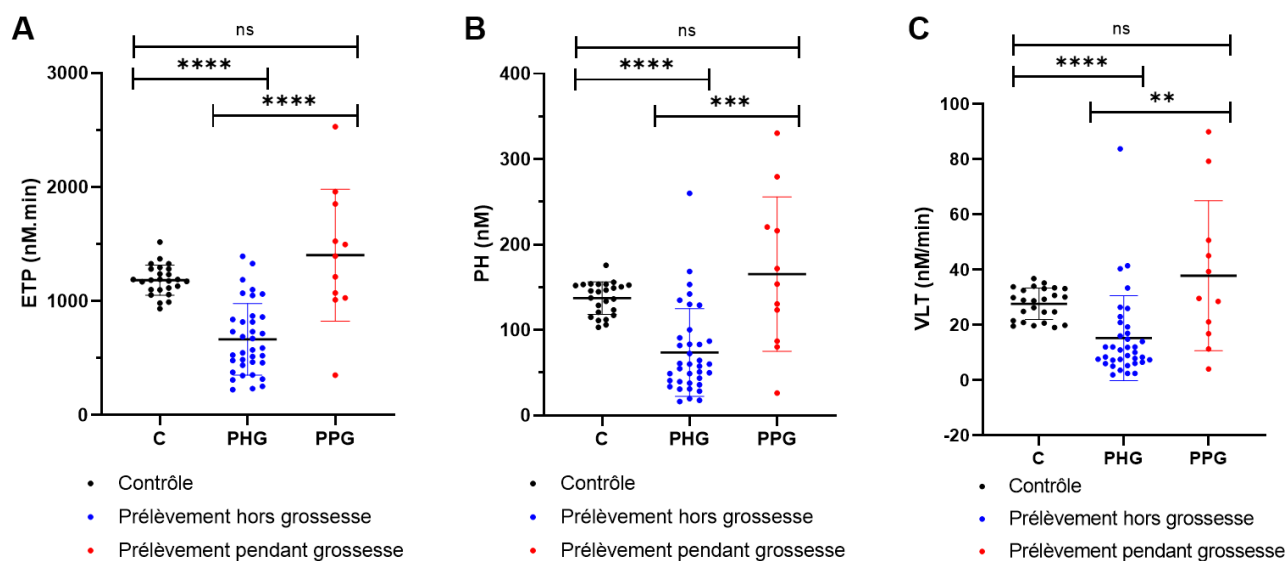 A
ns
****
****
ETP (nM.min)
3000
2000
1000
0
C PHG PPG
Contrôle
Prélèvement hors grossesse
Prélèvement pendant grossesse
B
ns
****
***
PH (nM)
400
300
200
100
0
C PHG PPG
Contrôle
Prélèvement hors grossesse
Prélèvement pendant grossesse
C
ns
****
**
VLT (nM/min)
100
80
60
40
20
0
-20
C PHG PPG
Contrôle
Prélèvement hors grossesse
Prélèvement pendant grossesse